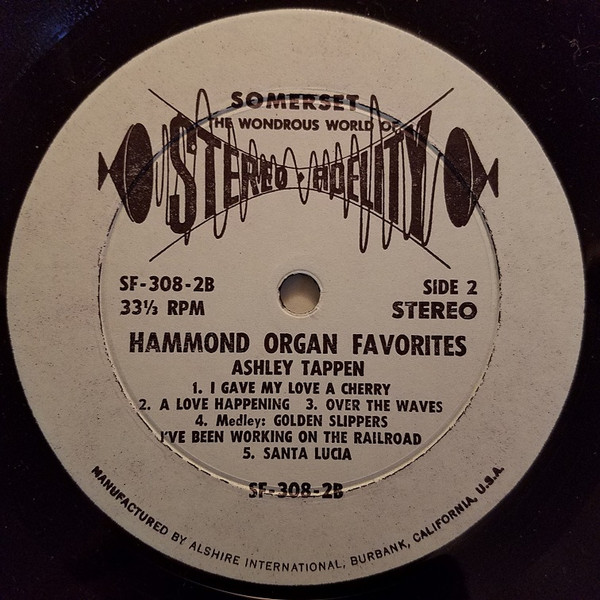 SOMERSET
THE WONDROUS WORLD OF
STEREO · FIDELITY
SF-308-2B
SIDE 2
33⅓ RPM
STEREO
HAMMOND ORGAN FAVORITES
ASHLEY TAPPEN
1. I GAVE MY LOVE A CHERRY
2. A LOVE HAPPENING 3. OVER THE WAVES
4. Medley: GOLDEN SLIPPERS
I'VE BEEN WORKING ON THE RAILROAD
5. SANTA LUCIA
SF-308-2B
MANUFACTURED BY ALSHIRE INTERNATIONAL, BURBANK, CALIFORNIA, U.S.A.